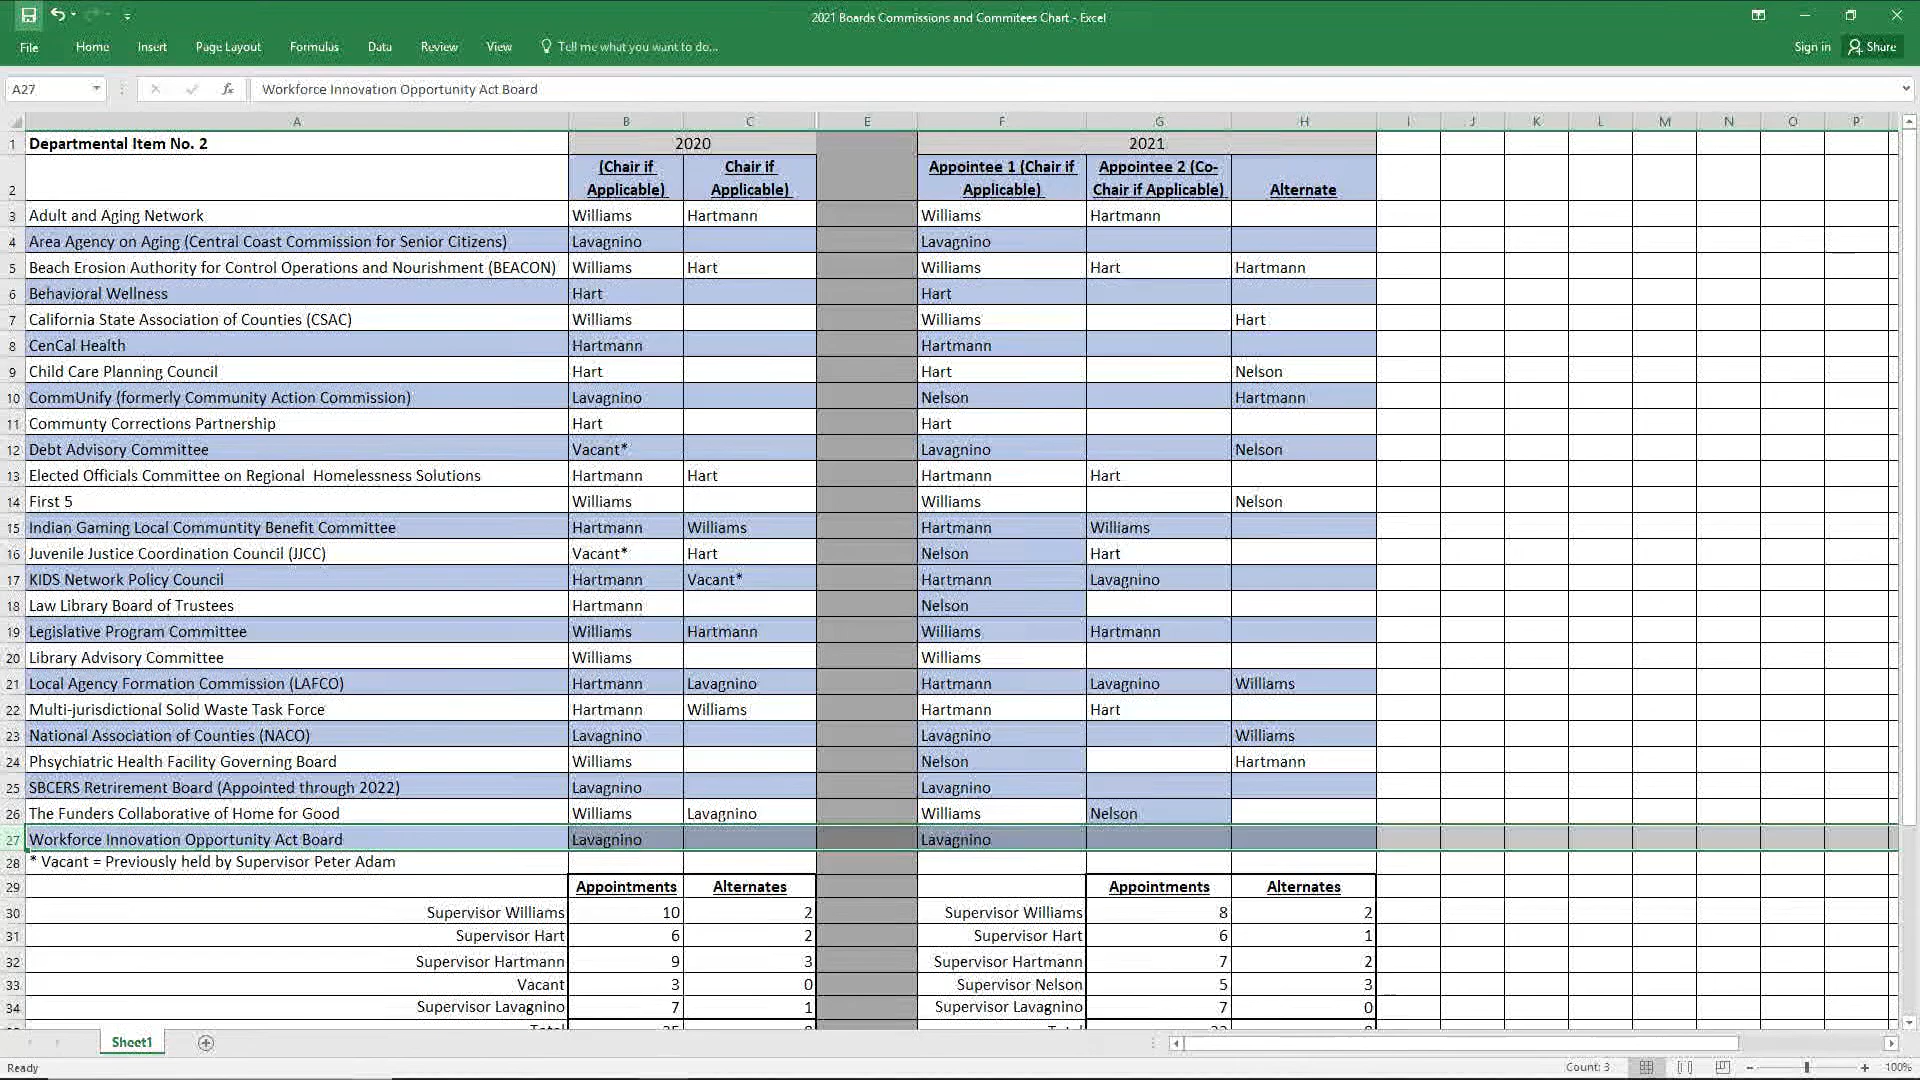 2021 Boards Commissions and Commitees Chart - Excel
File Home Insert Page Layout Formulas Data Review View Tell me what you want to do... Sign in Share
A27 fx Workforce Innovation Opportunity Act Board
A B C E F G H I J K L M N O P
1 Departmental Item No. 2 2020 2021
2 (Chair if Applicable) Chair if Applicable) Appointee 1 (Chair if Applicable) Appointee 2 (Co-Chair if Applicable) Alternate
3 Adult and Aging Network Williams Hartmann Williams Hartmann
4 Area Agency on Aging (Central Coast Commission for Senior Citizens) Lavagnino Lavagnino
5 Beach Erosion Authority for Control Operations and Nourishment (BEACON) Williams Hart Williams Hart Hartmann
6 Behavioral Wellness Hart Hart
7 California State Association of Counties (CSAC) Williams Williams Hart
8 CenCal Health Hartmann Hartmann
9 Child Care Planning Council Hart Hart Nelson
10 CommUnify (formerly Community Action Commission) Lavagnino Nelson Hartmann
11 Communty Corrections Partnership Hart Hart
12 Debt Advisory Committee Vacant* Lavagnino Nelson
13 Elected Officials Committee on Regional Homelessness Solutions Hartmann Hart Hartmann Hart
14 First 5 Williams Williams Nelson
15 Indian Gaming Local Communtity Benefit Committee Hartmann Williams Hartmann Williams
16 Juvenile Justice Coordination Council (JJCC) Vacant* Hart Nelson Hart
17 KIDS Network Policy Council Hartmann Vacant* Hartmann Lavagnino
18 Law Library Board of Trustees Hartmann Nelson
19 Legislative Program Committee Williams Hartmann Williams Hartmann
20 Library Advisory Committee Williams Williams
21 Local Agency Formation Commission (LAFCO) Hartmann Lavagnino Hartmann Lavagnino Williams
22 Multi-jurisdictional Solid Waste Task Force Hartmann Williams Hartmann Hart
23 National Association of Counties (NACO) Lavagnino Lavagnino Williams
24 Phsychiatric Health Facility Governing Board Williams Nelson Hartmann
25 SBCERS Retrirement Board (Appointed through 2022) Lavagnino Lavagnino
26 The Funders Collaborative of Home for Good Williams Lavagnino Williams Nelson
27 Workforce Innovation Opportunity Act Board Lavagnino Lavagnino
28 * Vacant = Previously held by Supervisor Peter Adam
29 Appointments Alternates Appointments Alternates
30 Supervisor Williams 10 2 Supervisor Williams 8 2
31 Supervisor Hart 6 2 Supervisor Hart 6 1
32 Supervisor Hartmann 9 3 Supervisor Hartmann 7 2
33 Vacant 3 0 Supervisor Nelson 5 3
34 Supervisor Lavagnino 7 1 Supervisor Lavagnino 7 0
Sheet1
Ready Count: 3 100%